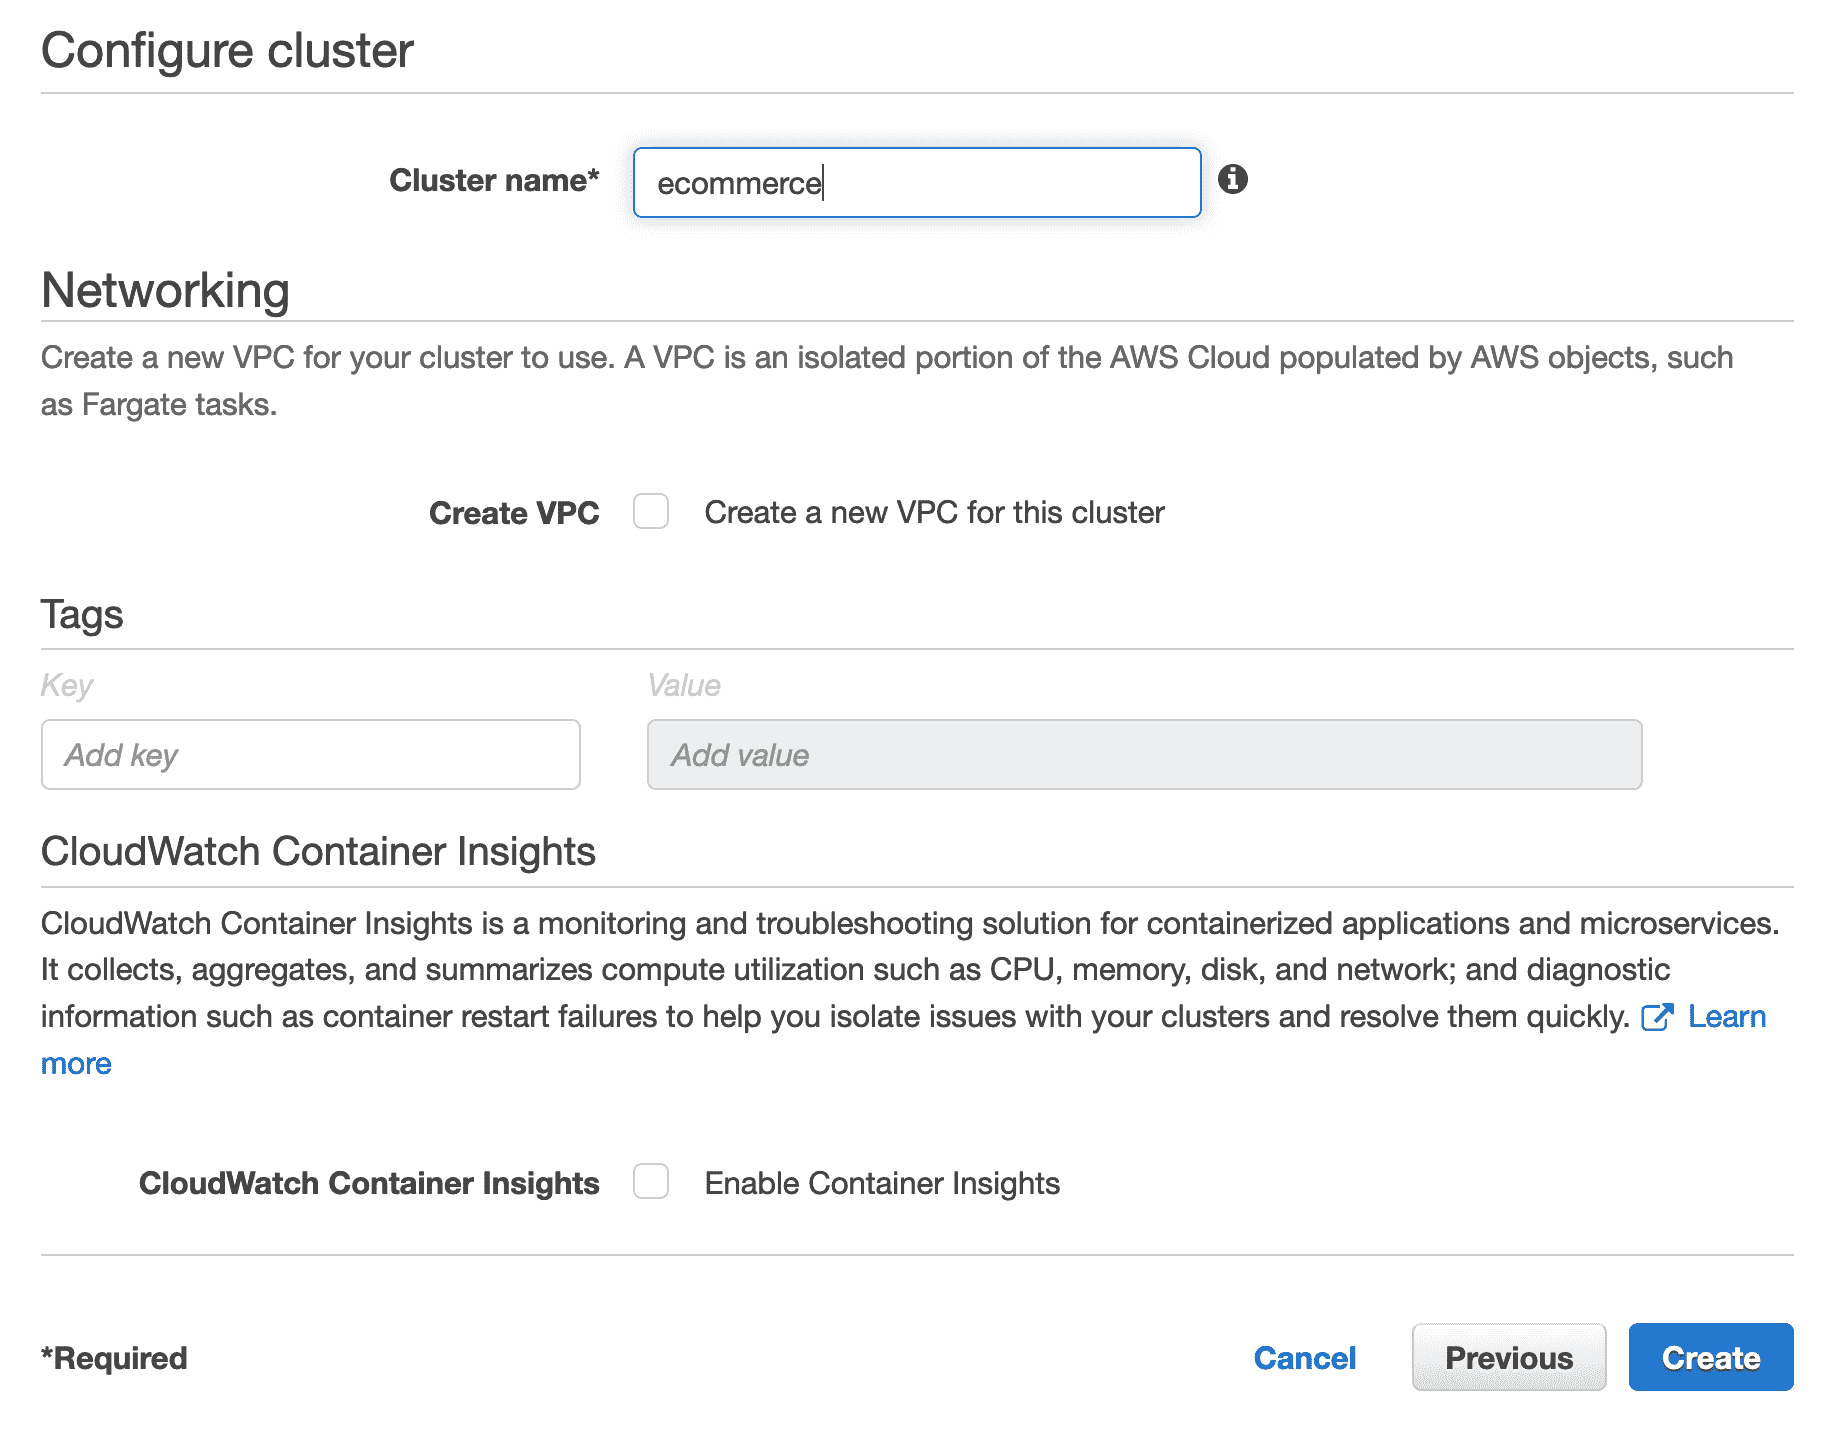 Configure cluster
Cluster name* ecommerce
Networking
Create a new VPC for your cluster to use. A VPC is an isolated portion of the AWS Cloud populated by AWS objects, such
as Fargate tasks.
Create VPC Create a new VPC for this cluster
Tags
Key Value
Add key Add value
CloudWatch Container Insights
CloudWatch Container Insights is a monitoring and troubleshooting solution for containerized applications and microservices.
It collects, aggregates, and summarizes compute utilization such as CPU, memory, disk, and network; and diagnostic
information such as container restart failures to help you isolate issues with your clusters and resolve them quickly. Learn
more
CloudWatch Container Insights Enable Container Insights
*Required Cancel Previous Create